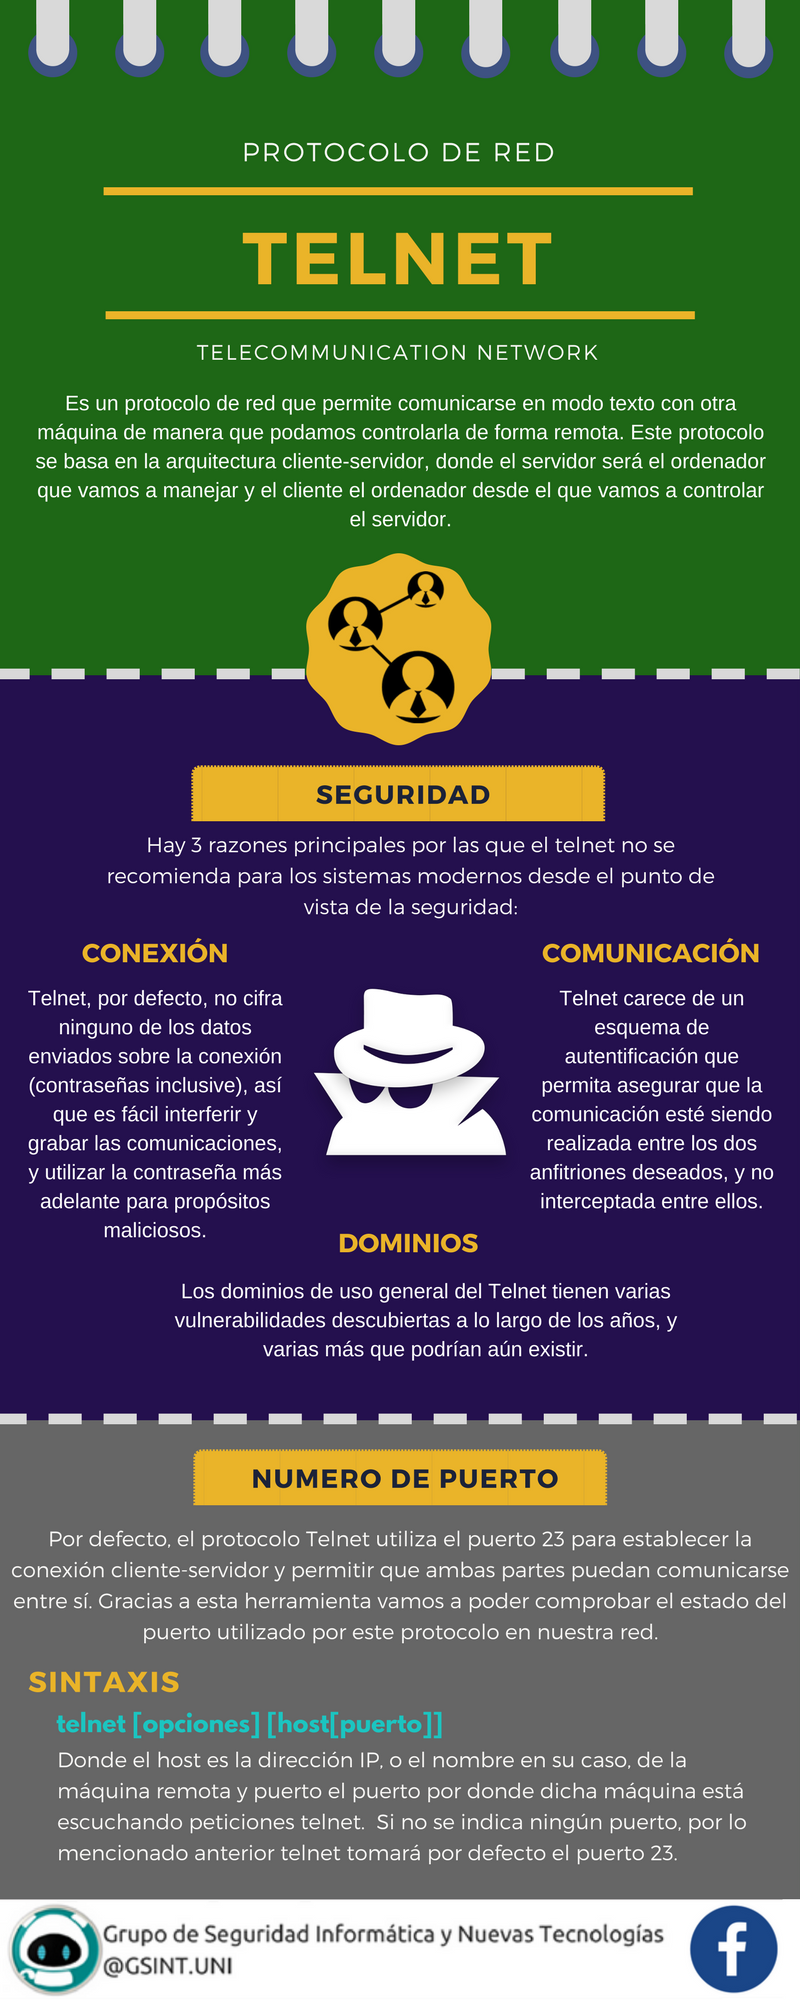 PROTOCOLO DE RED
TELNET
TELECOMMUNICATION NETWORK
Es un protocolo de red que permite comunicarse en modo texto con otra
máquina de manera que podamos controlarla de forma remota. Este protocolo
se basa en la arquitectura cliente-servidor, donde el servidor será el ordenador
que vamos a manejar y el cliente el ordenador desde el que vamos a controlar
el servidor.
SEGURIDAD
Hay 3 razones principales por las que el telnet no se
recomienda para los sistemas modernos desde el punto de
vista de la seguridad:
CONEXIÓN
Telnet, por defecto, no cifra
ninguno de los datos
enviados sobre la conexión
(contraseñas inclusive), así
que es fácil interferir y
grabar las comunicaciones,
y utilizar la contraseña más
adelante para propósitos
maliciosos.
COMUNICACIÓN
Telnet carece de un
esquema de
autentificación que
permita asegurar que la
comunicación esté siendo
realizada entre los dos
anfitriones deseados, y no
interceptada entre ellos.
DOMINIOS
Los dominios de uso general del Telnet tienen varias
vulnerabilidades descubiertas a lo largo de los años, y
varias más que podrían aún existir.
NUMERO DE PUERTO
Por defecto, el protocolo Telnet utiliza el puerto 23 para establecer la
conexión cliente-servidor y permitir que ambas partes puedan comunicarse
entre sí. Gracias a esta herramienta vamos a poder comprobar el estado del
puerto utilizado por este protocolo en nuestra red.
SINTAXIS
telnet [opciones] [host[puerto]]
Donde el host es la dirección IP, o el nombre en su caso, de la
máquina remota y puerto el puerto por donde dicha máquina está
escuchando peticiones telnet. Si no se indica ningún puerto, por lo
mencionado anterior telnet tomará por defecto el puerto 23.
Grupo de Seguridad Informática y Nuevas Tecnologías
@GSINT.UNI